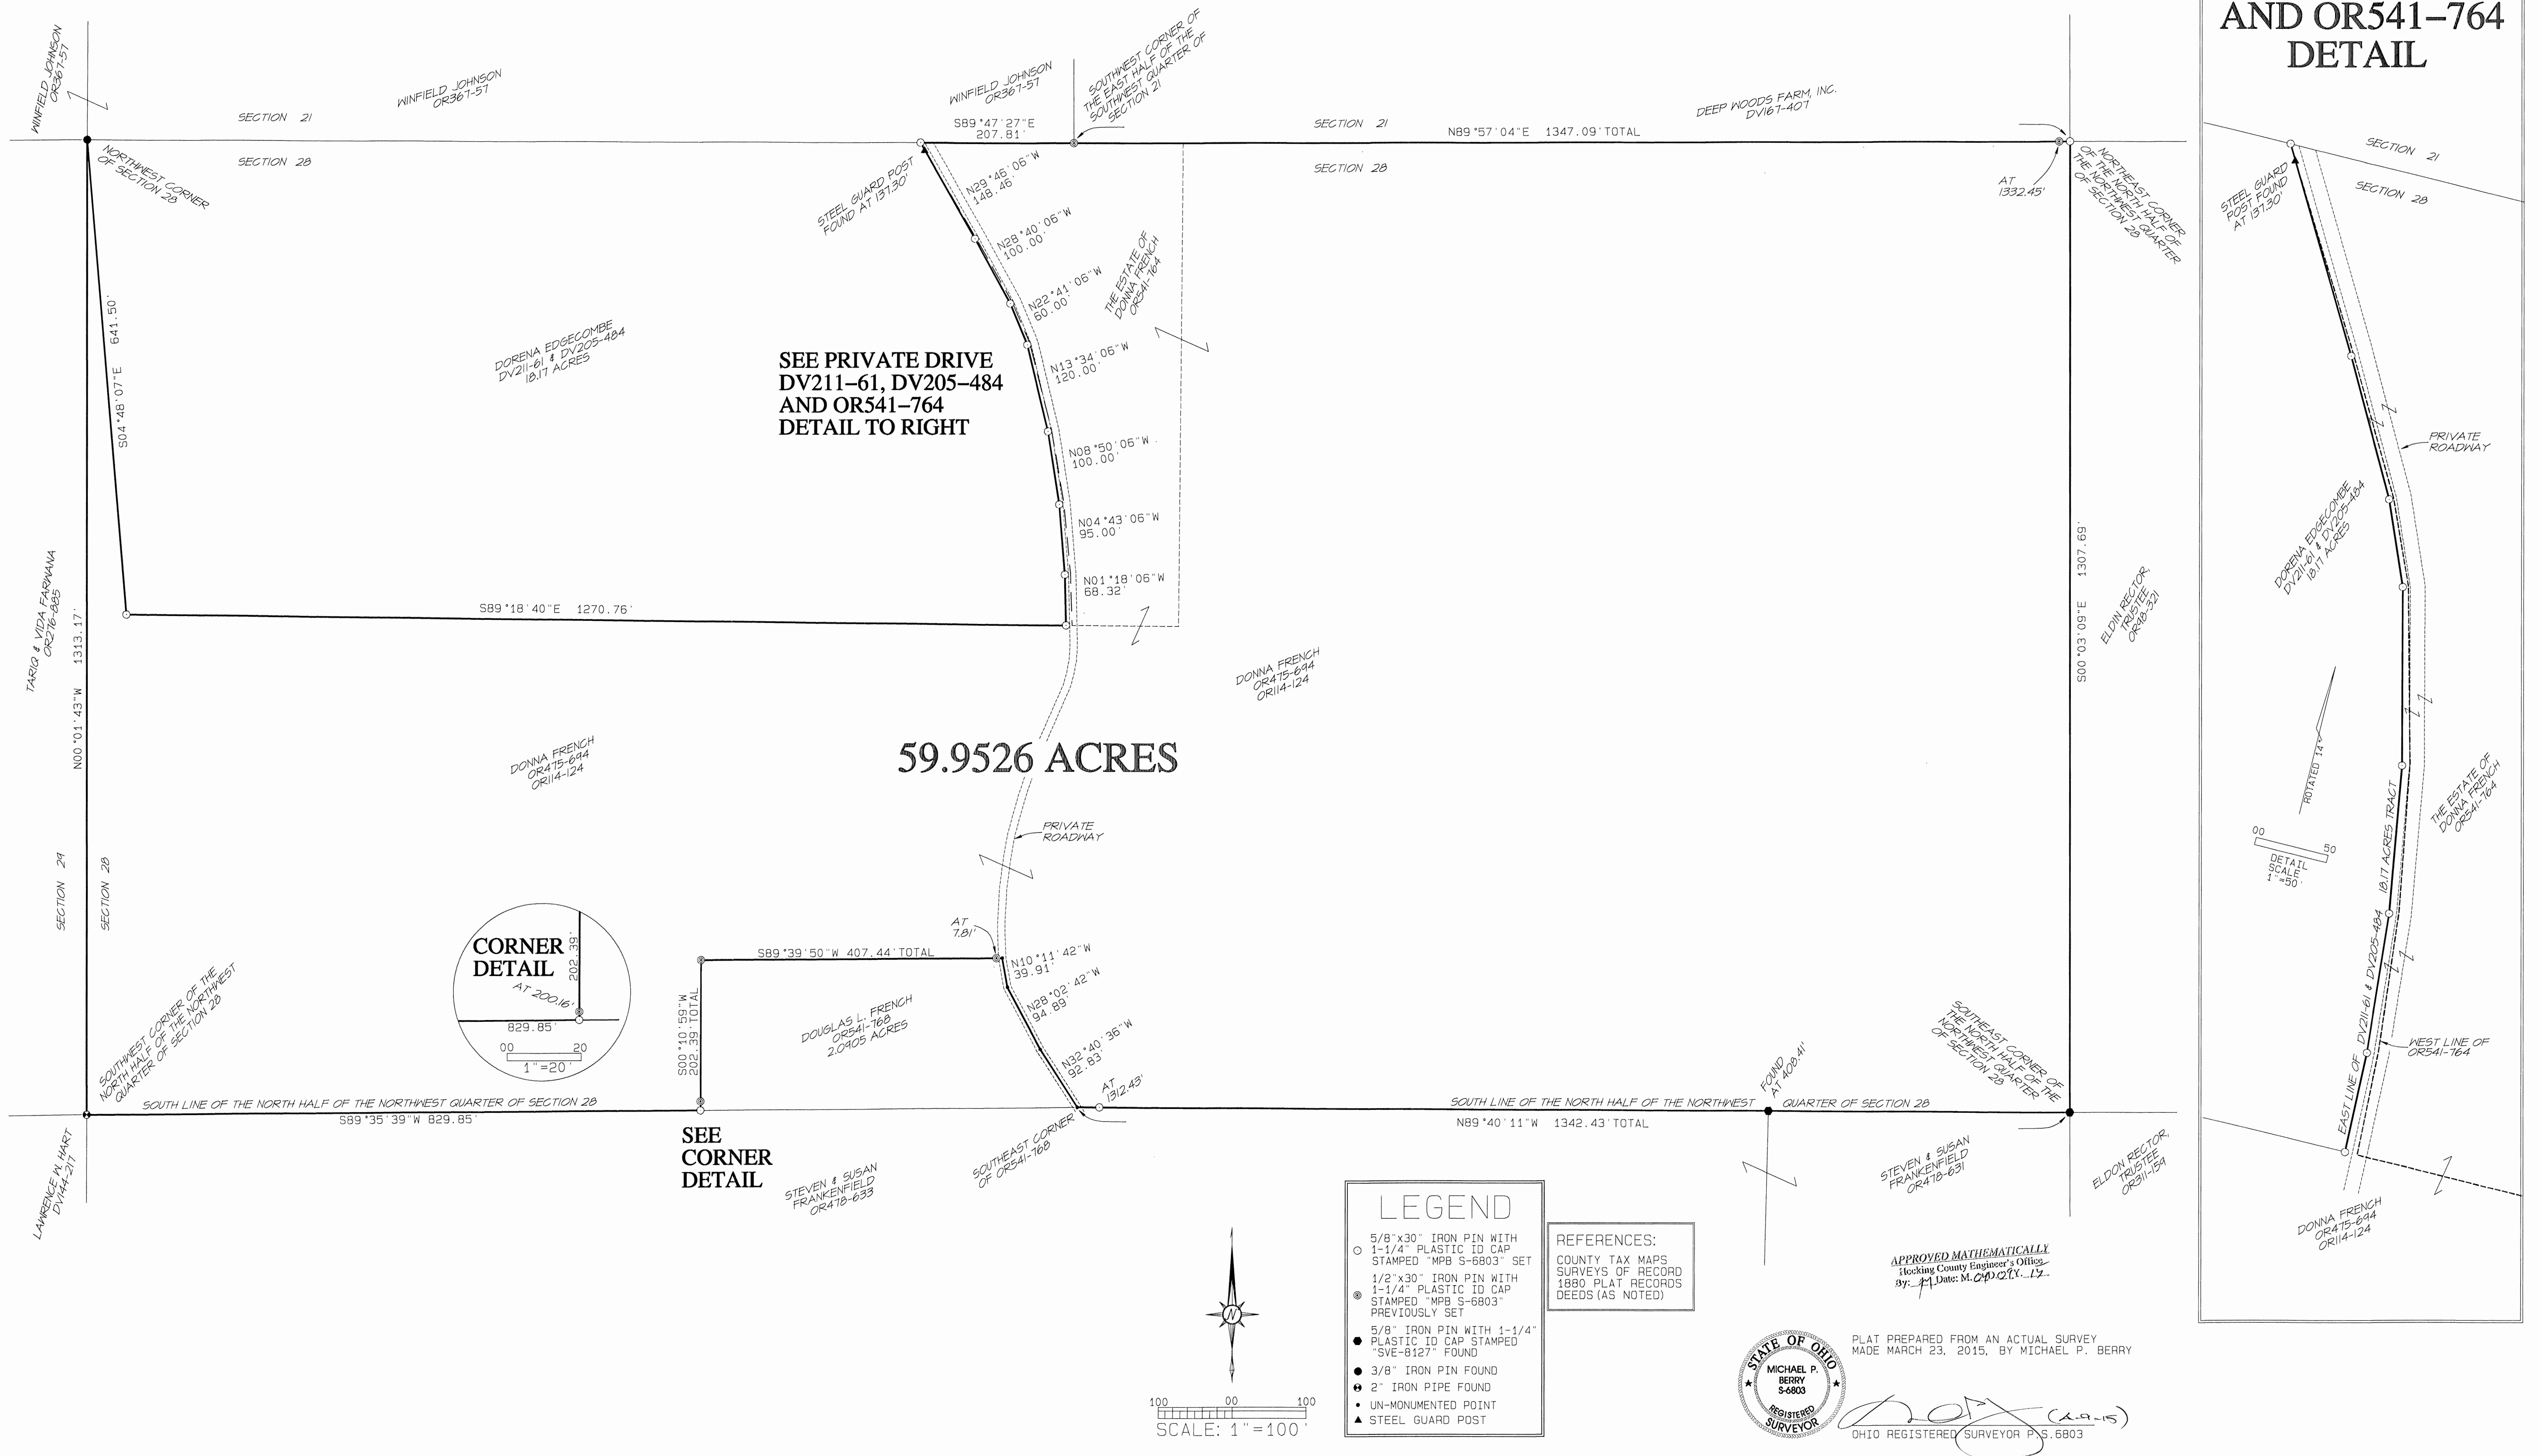 WINFIELD JOHNSON
OR367-57
WINFIELD JOHNSON
OR367-57
SECTION 21
SECTION 28
NORTHWEST CORNER
OF SECTION 28
WINFIELD JOHNSON
OR367-57
S89°47'27"E
207.81'
SOUTHWEST CORNER OF
THE EAST HALF OF THE
SOUTHWEST QUARTER OF
SECTION 21
SECTION 21
SECTION 28
DEEP WOODS FARM, INC.
DV167-407
N89°57'04"E 1347.09' TOTAL
AT
1332.45'
NORTHEAST CORNER
OF THE NORTH HALF OF
THE NORTHWEST QUARTER
OF SECTION 28
STEEL GUARD POST
FOUND AT 137.30'
N29°46'06"W
148.46'
N28°40'06"W
100.00'
N22°41'06"W
60.00'
N13°34'06"W
120.00'
N08°50'06"W
100.00'
N04°43'06"W
95.00'
N01°18'06"W
68.32'
THE ESTATE OF
DONNA FRENCH
OR541-764
S04°48'07"E 641.50'
DORENA EDGECOMBE
DV211-61 & DV205-484
18.17 ACRES
SEE PRIVATE DRIVE
DV211-61, DV205-484
AND OR541-764
DETAIL TO RIGHT
S89°18'40"E 1270.76'
TARIQ & VIDA FARWANA
OR276-885
N00°01'43"W 1313.17'
SECTION 29
SECTION 28
DONNA FRENCH
OR475-694
OR114-124
DONNA FRENCH
OR475-694
OR114-124
59.9526 ACRES
PRIVATE
ROADWAY
S00°03'09"E 1307.69'
ELDIN RECTOR,
TRUSTEE
OR48-321
CORNER
DETAIL
202.39'
AT 200.16'
829.85'
00 20
1"=20'
AT
7.81'
S89°39'50"W 407.44' TOTAL
S00°10'59"W
202.39' TOTAL
DOUGLAS L. FRENCH
OR541-768
2.0905 ACRES
N10°11'42"W
39.91'
N28°02'42"W
94.89'
N32°40'36"W
92.83'
AT
1312.43'
SOUTHWEST CORNER OF THE
NORTH HALF OF THE NORTHWEST
QUARTER OF SECTION 28
SOUTH LINE OF THE NORTH HALF OF THE NORTHWEST QUARTER OF SECTION 28
S89°35'39"W 829.85'
SEE
CORNER
DETAIL
SOUTHEAST CORNER
OF OR541-768
LAWRENCE W. HART
DV144-217
STEVEN & SUSAN
FRANKENFIELD
OR478-633
FOUND
AT 408.41'
SOUTH LINE OF THE NORTH HALF OF THE NORTHWEST QUARTER OF SECTION 28
N89°40'11"W 1342.43' TOTAL
SOUTHEAST CORNER OF
THE NORTH HALF OF THE
NORTHWEST QUARTER
OF SECTION 28
STEVEN & SUSAN
FRANKENFIELD
OR478-631
ELDON RECTOR,
TRUSTEE
OR311-159
N
100 00 100
SCALE: 1"=100'
LEGEND
5/8"x30" IRON PIN WITH
1-1/4" PLASTIC ID CAP
STAMPED "MPB S-6803" SET
1/2"x30" IRON PIN WITH
1-1/4" PLASTIC ID CAP
STAMPED "MPB S-6803"
PREVIOUSLY SET
5/8" IRON PIN WITH 1-1/4"
PLASTIC ID CAP STAMPED
"SVE-8127" FOUND
3/8" IRON PIN FOUND
2" IRON PIPE FOUND
UN-MONUMENTED POINT
STEEL GUARD POST
REFERENCES:
COUNTY TAX MAPS
SURVEYS OF RECORD
1880 PLAT RECORDS
DEEDS (AS NOTED)
APPROVED MATHEMATICALLY
Hocking County Engineer's Office
By: Date: M.
STATE OF OHIO
MICHAEL P.
BERRY
S-6803
REGISTERED
SURVEYOR
PLAT PREPARED FROM AN ACTUAL SURVEY
MADE MARCH 23, 2015, BY MICHAEL P. BERRY
(4-9-15)
OHIO REGISTERED SURVEYOR P.S.6803
AND OR541-764
DETAIL
SECTION 21
SECTION 28
STEEL GUARD
POST FOUND
AT 137.30'
PRIVATE
ROADWAY
DORENA EDGECOMBE
DV211-61 & DV205-484
18.17 ACRES
ROTATED 14°
00 50
DETAIL
SCALE
1"=50'
EAST LINE OF DV211-61 & DV205-484 18.17 ACRES TRACT
THE ESTATE OF
DONNA FRENCH
OR541-764
WEST LINE OF
OR541-764
DONNA FRENCH
OR475-694
OR114-124